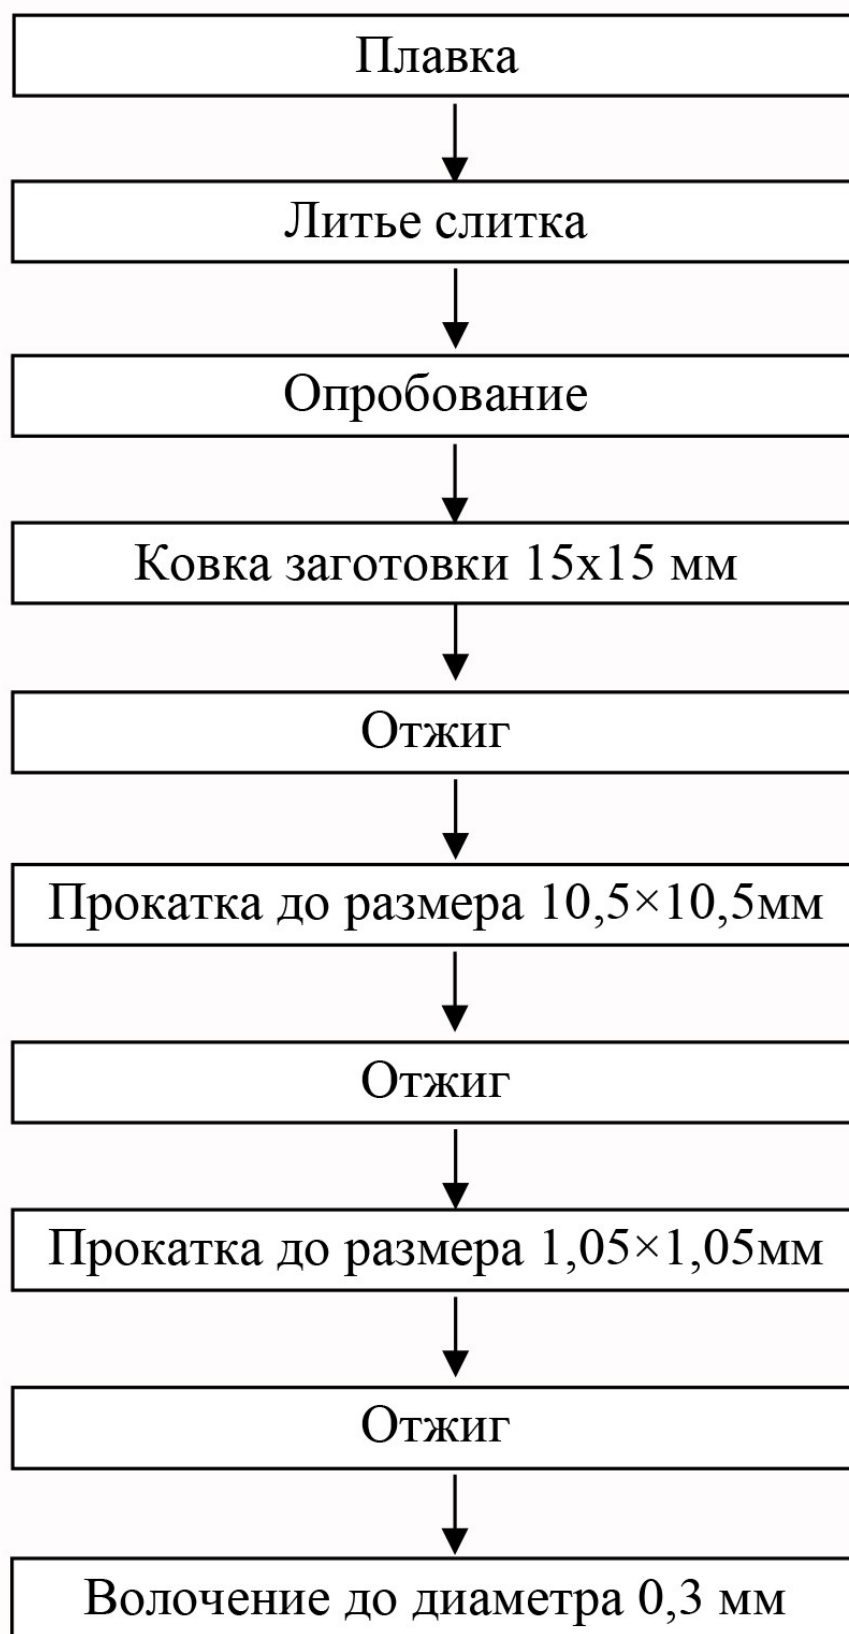 Плавка
Литье слитка
Опробование
Ковка заготовки 15х15 мм
Отжиг
Прокатка до размера 10,5×10,5мм
Отжиг
Прокатка до размера 1,05×1,05мм
Отжиг
Волочение до диаметра 0,3 мм